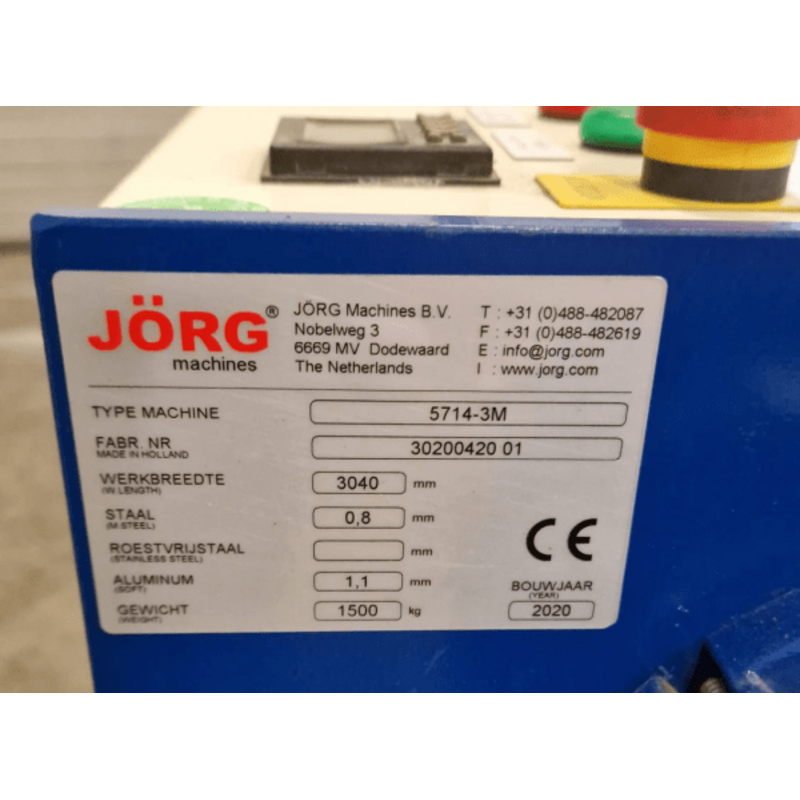 JÖRG®
machines
JÖRG Machines B.V.
Nobelweg 3
6669 MV Dodewaard
The Netherlands
T : +31 (0)488-482087
F : +31 (0)488-482619
E : info@jorg.com
I : www.jorg.com
TYPE MACHINE 5714-3M
FABR. NR 30200420 01
MADE IN HOLLAND
WERKBREEDTE 3040 mm
(W.LENGTH)
STAAL 0,8 mm
(M.STEEL)
ROESTVRIJSTAAL mm
(STAINLESS STEEL)
ALUMINUM 1,1 mm
(SOFT)
GEWICHT 1500 kg
(WEIGHT)
CE
BOUWJAAR
(YEAR)
2020